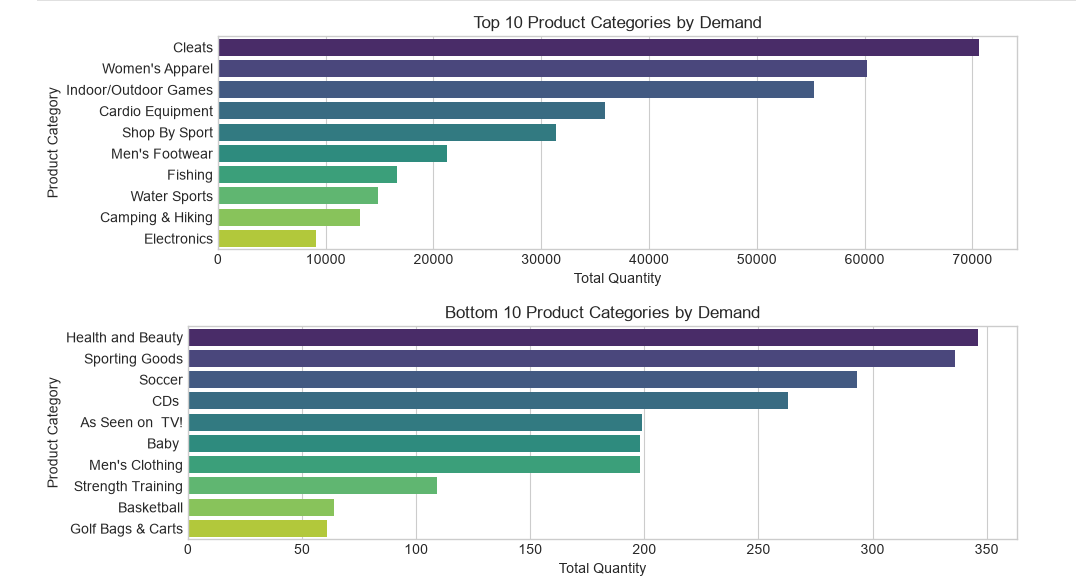 Top 10 Product Categories by Demand
Product Category
Cleats
Women's Apparel
Indoor/Outdoor Games
Cardio Equipment
Shop By Sport
Men's Footwear
Fishing
Water Sports
Camping & Hiking
Electronics
0 10000 20000 30000 40000 50000 60000 70000
Total Quantity
Bottom 10 Product Categories by Demand
Product Category
Health and Beauty
Sporting Goods
Soccer
CDs
As Seen on  TV!
Baby
Men's Clothing
Strength Training
Basketball
Golf Bags & Carts
0 50 100 150 200 250 300 350
Total Quantity